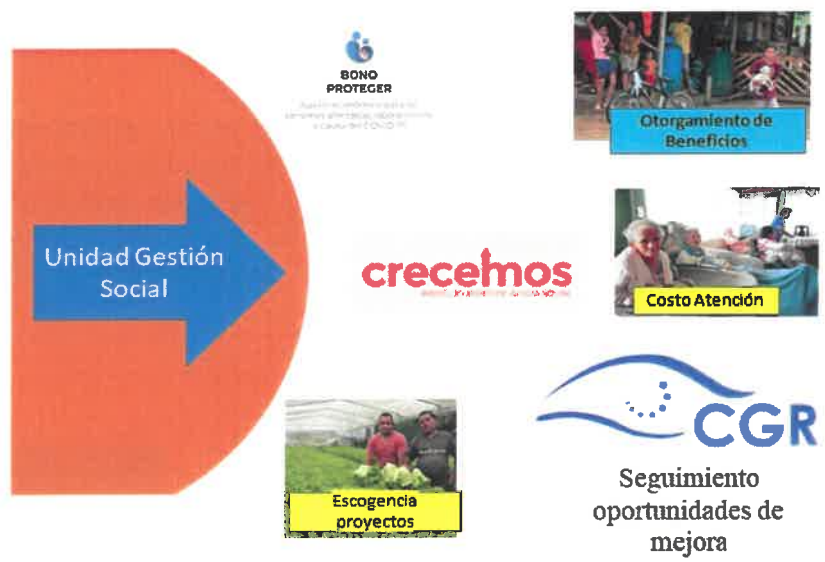 BONO
PROTEGER
Otorgamiento de
Beneficios
Unidad Gestión
Social
crecemos
Costo Atención
CGR
Escogencia
proyectos
Seguimiento
oportunidades de
mejora